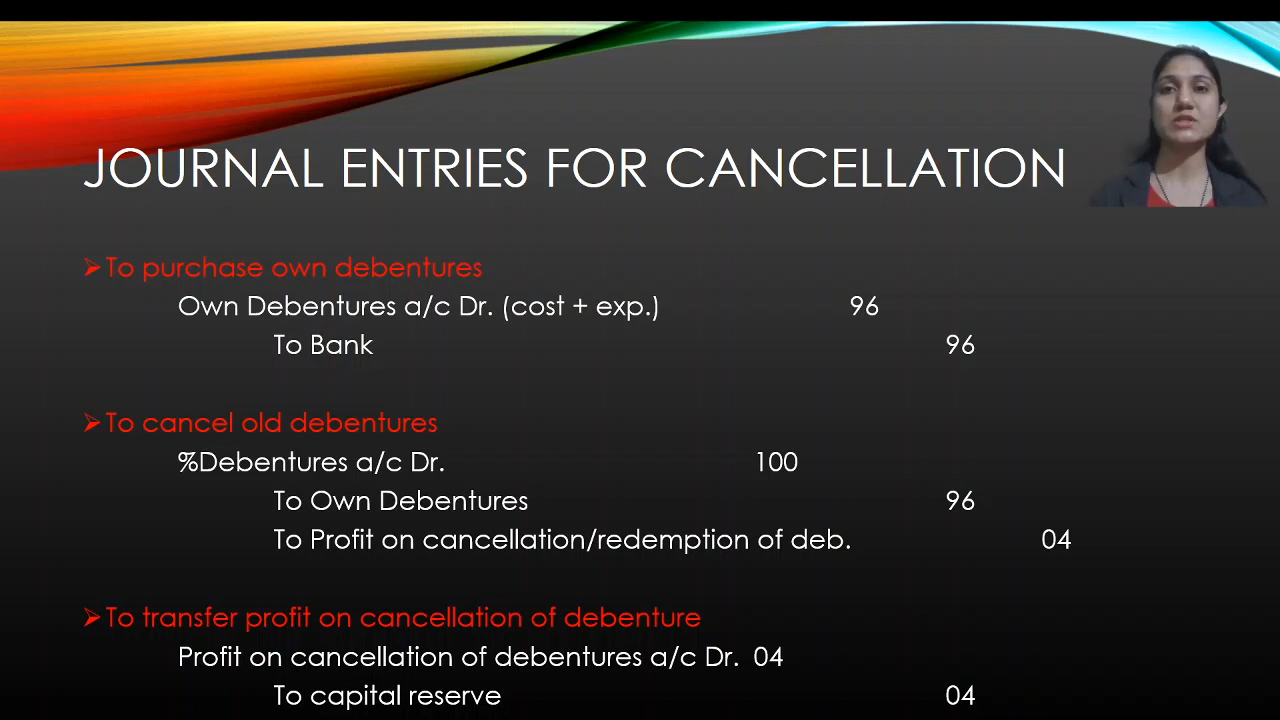 JOURNAL ENTRIES FOR CANCELLATION
To purchase own debentures
Own Debentures a/c Dr. (cost + exp.) 96
To Bank 96
To cancel old debentures
%Debentures a/c Dr. 100
To Own Debentures 96
To Profit on cancellation/redemption of deb. 04
To transfer profit on cancellation of debenture
Profit on cancellation of debentures a/c Dr. 04
To capital reserve 04